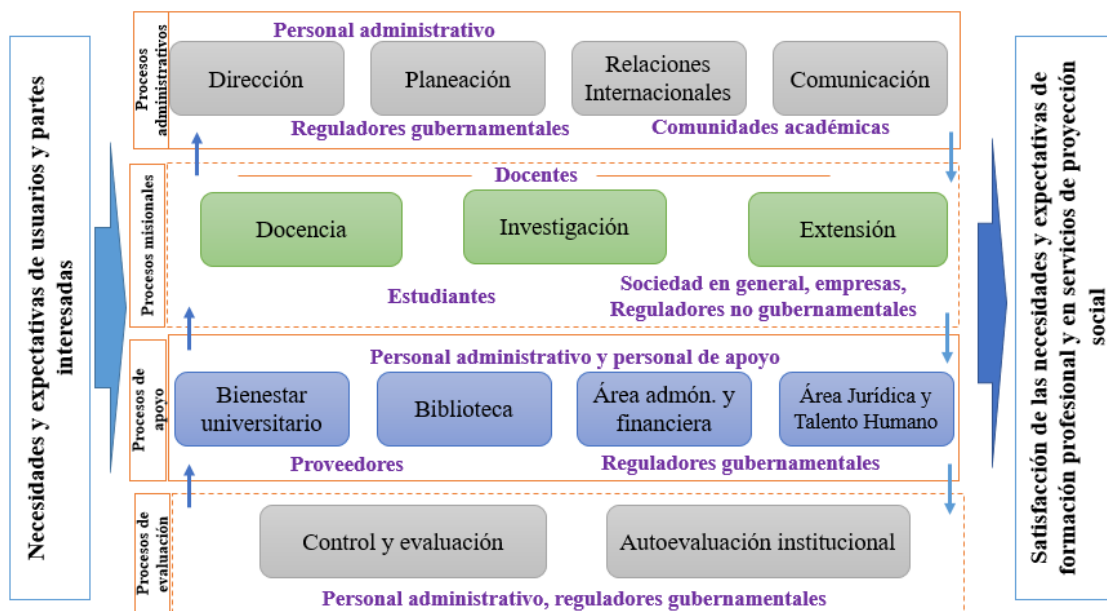 Necesidades y expectativas de usuarios y partes
interesadas
Procesos
administrativos
Personal administrativo
Dirección
Planeación
Relaciones
Internacionales
Comunicación
Reguladores gubernamentales
Comunidades académicas
Procesos misionales
Docentes
Docencia
Investigación
Extensión
Estudiantes
Sociedad en general, empresas,
Reguladores no gubernamentales
Procesos de
apoyo
Personal administrativo y personal de apoyo
Bienestar
universitario
Biblioteca
Área admón. y
financiera
Área Jurídica y
Talento Humano
Proveedores
Reguladores gubernamentales
Procesos de
evaluación
Control y evaluación
Autoevaluación institucional
Personal administrativo, reguladores gubernamentales
Satisfacción de las necesidades y expectativas de
formación profesional y en servicios de proyección
social